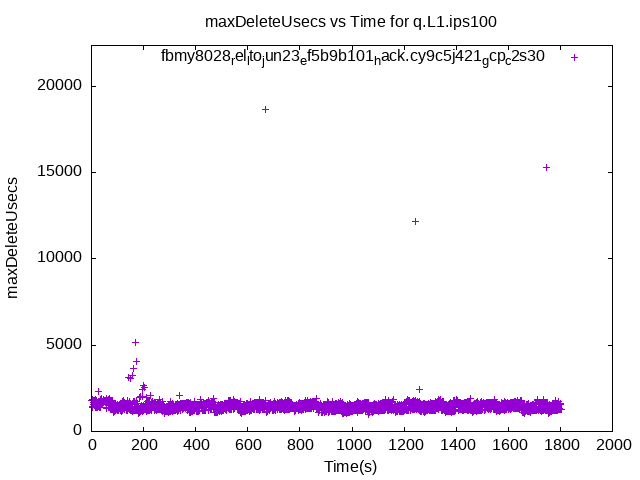 maxDeleteUsecs vs Time for q.L1.ips100
fbmy8028relltojun23ef5b9b101hack.cy9c5j421gcpc2s30
20000
15000
10000
5000
0
maxDeleteUsecs
0 200 400 600 800 1000 1200 1400 1600 1800 2000
Time(s)